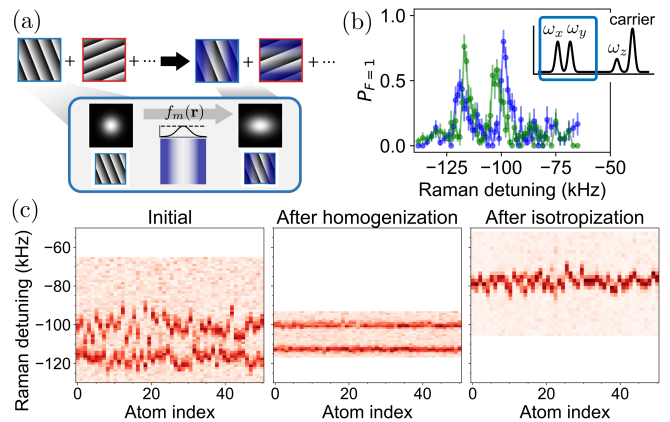 (a)
+ + ··· + + ···
f_m(r)
(b)
P_{F=1}
1.0
0.5
0.0
−125 −100 −75 −50
Raman detuning (kHz)
carrier
ω_x ω_y
ω_z
(c)
Initial
After homogenization
After isotropization
Raman detuning (kHz)
−60
−80
−100
−120
0 20 40
0 20 40
0 20 40
Atom index
Atom index
Atom index